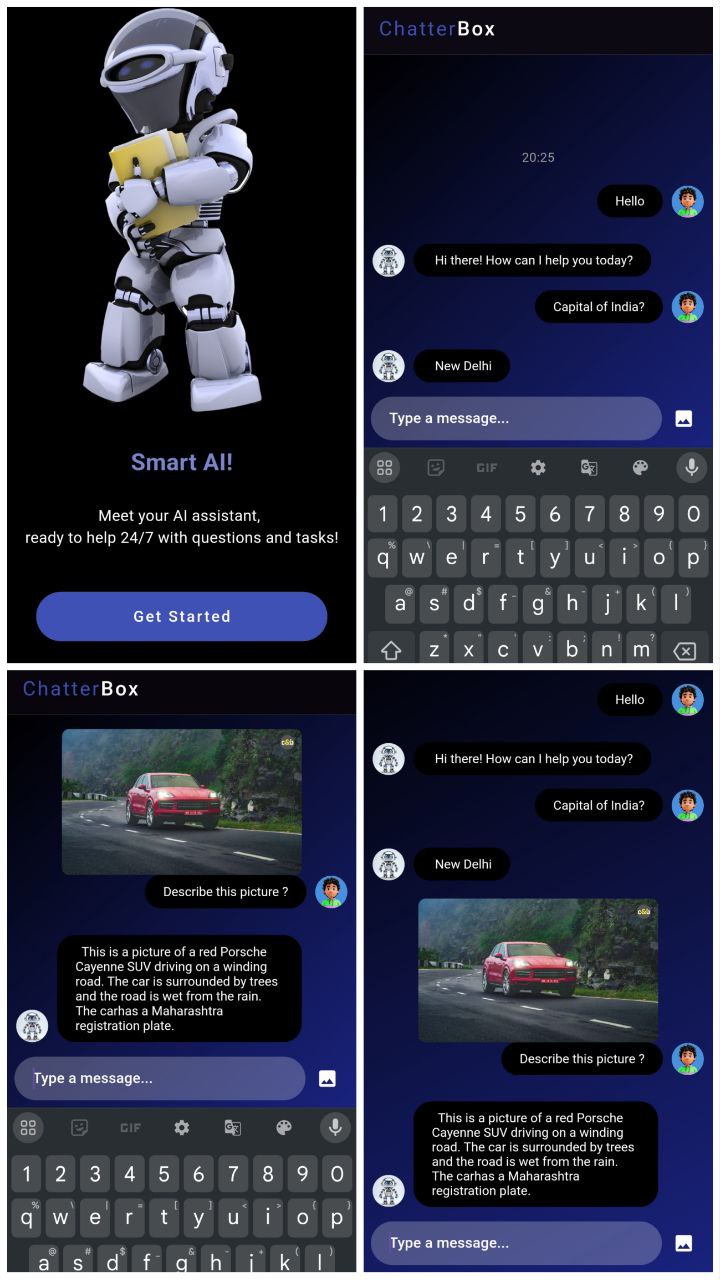 Smart AI!
Meet your AI assistant,
ready to help 24/7 with questions and tasks!
Get Started
ChatterBox
20:25
Hello
Hi there! How can I help you today?
Capital of India?
New Delhi
Type a message...
GIF
1 2 3 4 5 6 7 8 9 0
q% w\ e| r= t[ y] u< i> o{ p}
a@ s# d$ f_ g& h- j+ k( l)
z* x" c' v: b; n! m?
ChatterBox
c&b
Describe this picture ?
This is a picture of a red Porsche
Cayenne SUV driving on a winding
road. The car is surrounded by trees
and the road is wet from the rain.
The carhas a Maharashtra
registration plate.
Type a message...
GIF
1 2 3 4 5 6 7 8 9 0
q% w\ e| r= t[ y] u< i> o{ p}
a@ s# d$ f_ g& h- j+ k( l)
Hello
Hi there! How can I help you today?
Capital of India?
New Delhi
c&b
Describe this picture ?
This is a picture of a red Porsche
Cayenne SUV driving on a winding
road. The car is surrounded by trees
and the road is wet from the rain.
The carhas a Maharashtra
registration plate.
Type a message...